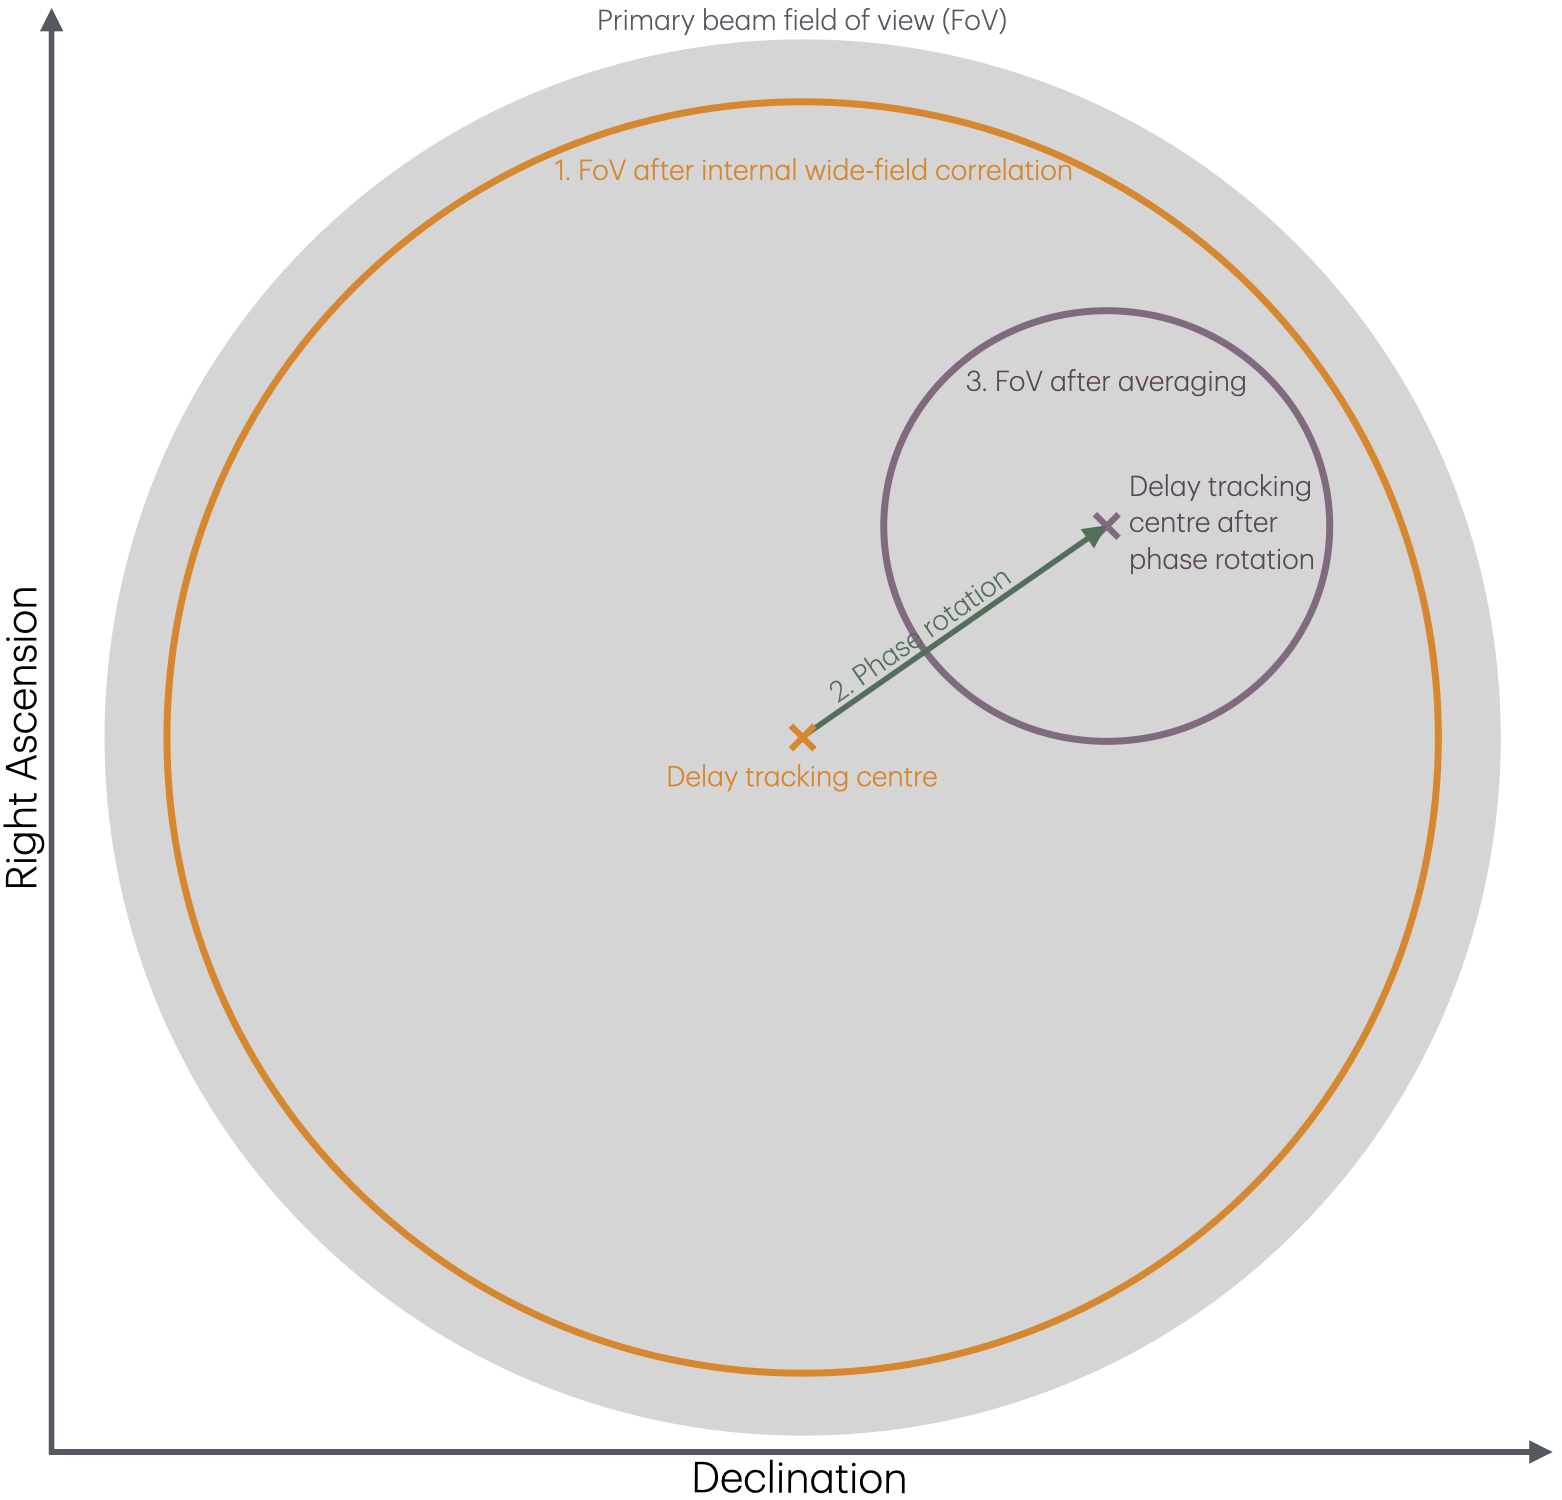 Primary beam field of view (FoV)
1. FoV after internal wide-field correlation
3. FoV after averaging
Delay tracking
centre after
phase rotation
2. Phase rotation
Delay tracking centre
Right Ascension
Declination